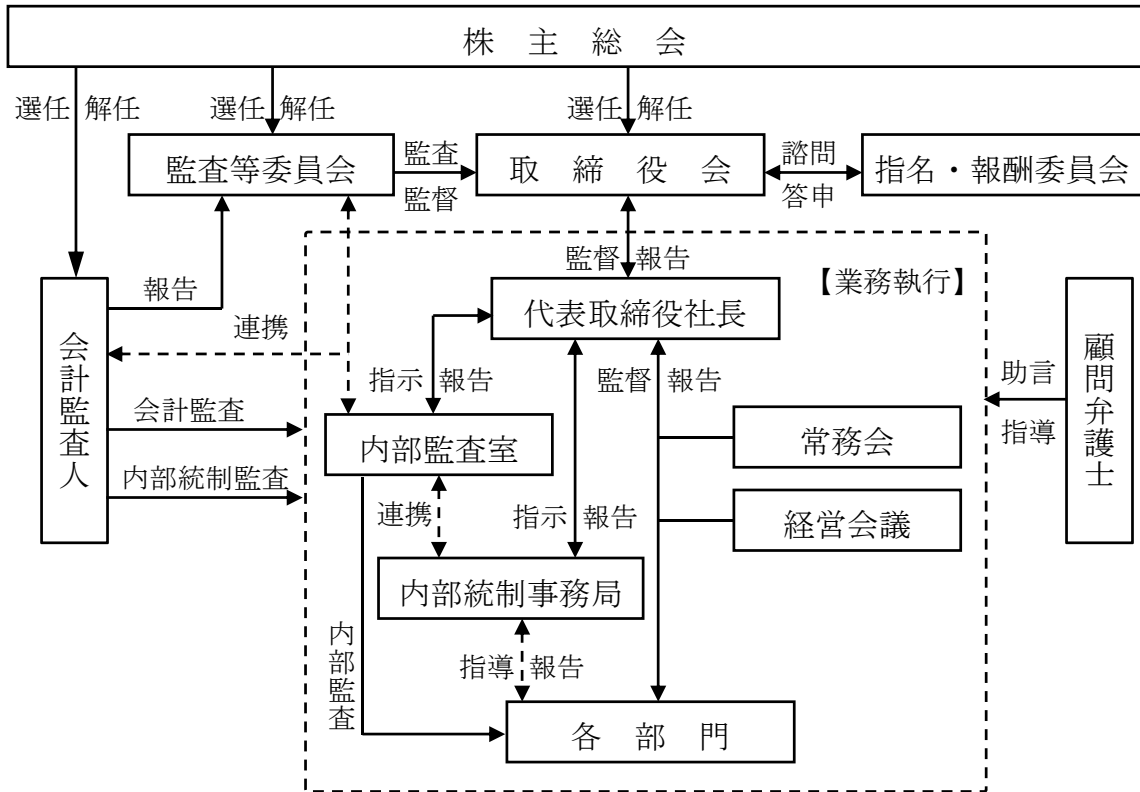 株主総会
選任 解任
選任 解任
選任 解任
監査等委員会
監査
監督
取締役会
諮問
答申
指名・報酬委員会
監督 報告
【業務執行】
報告
代表取締役社長
連携
会計監査人
指示 報告
監督 報告
助言
指導
顧問弁護士
会計監査
内部監査室
常務会
内部統制監査
連携
指示 報告
経営会議
内部統制事務局
内部監査
指導 報告
各部門